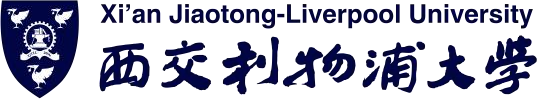 Xi'an Jiaotong-Liverpool University
西交利物浦大學